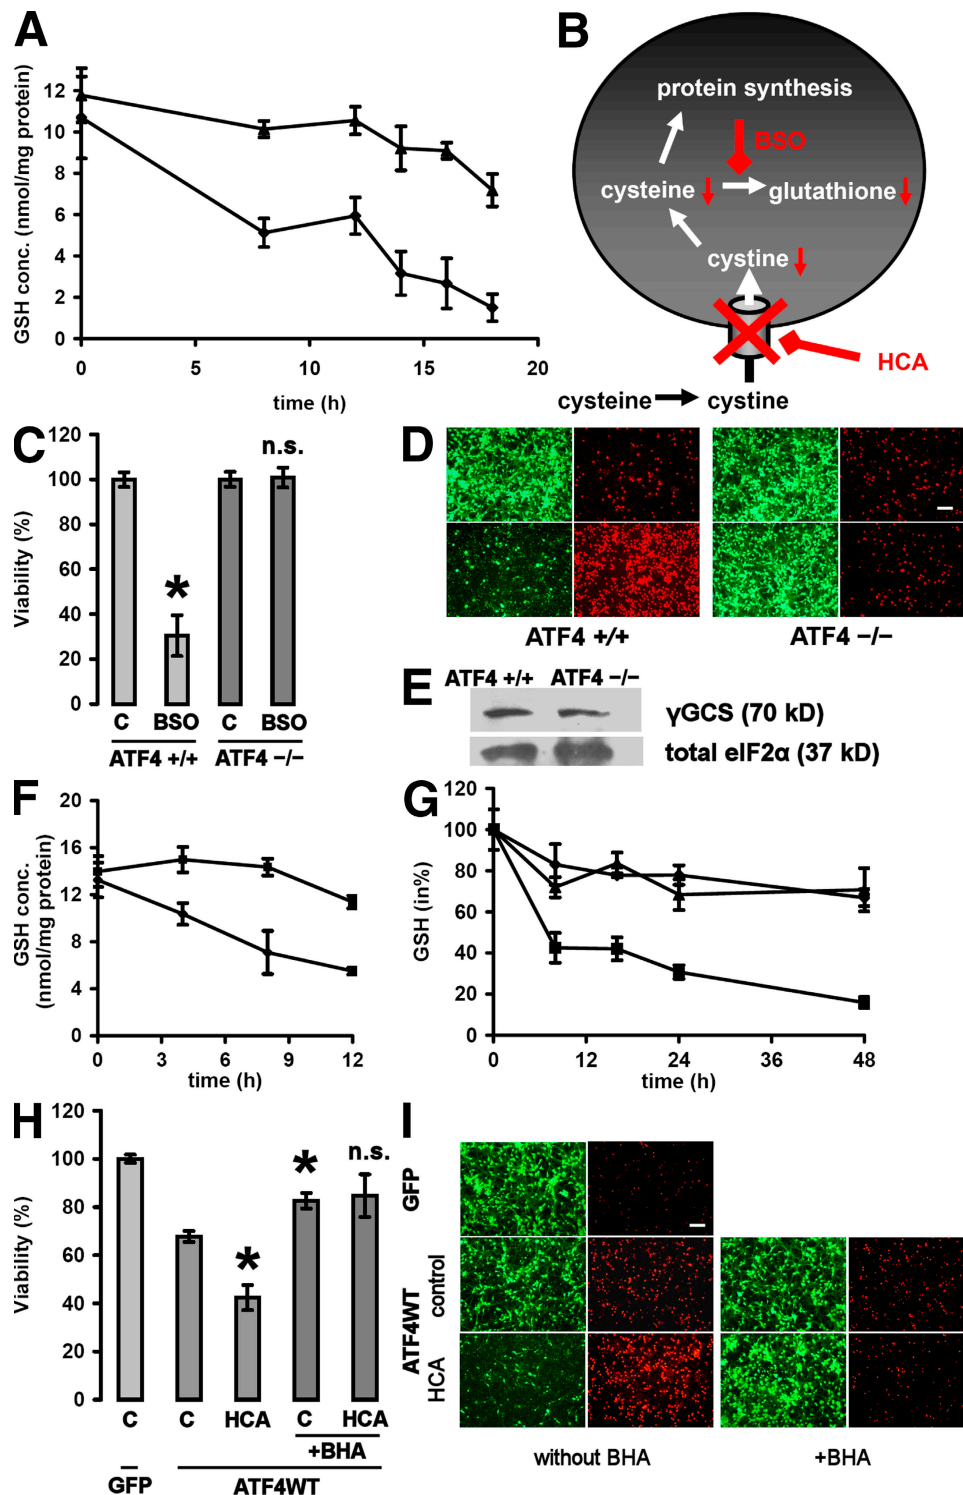 A
GSH conc. (nmol/mg protein)
12
10
8
6
4
2
0
0 5 10 15 20
time (h)
B
protein synthesis
BSO
cysteine
glutathione
cystine
HCA
cysteine
cystine
C
Viability (%)
120
100
80
60
40
20
0
*
n.s.
C BSO C BSO
ATF4 +/+ ATF4 –/–
D
ATF4 +/+ ATF4 –/–
E
ATF4 +/+ ATF4 –/–
γGCS (70 kD)
total eIF2α (37 kD)
F
GSH conc.
(nmol/mg protein)
20
16
12
8
4
0
0 3 6 9 12
time (h)
G
GSH (in%)
120
100
80
60
40
20
0
0 12 24 36 48
time (h)
H
Viability (%)
120
100
80
60
40
20
0
*
*
n.s.
C C HCA C HCA
+BHA
GFP ATF4WT
I
GFP
ATF4WT
control
HCA
without BHA +BHA